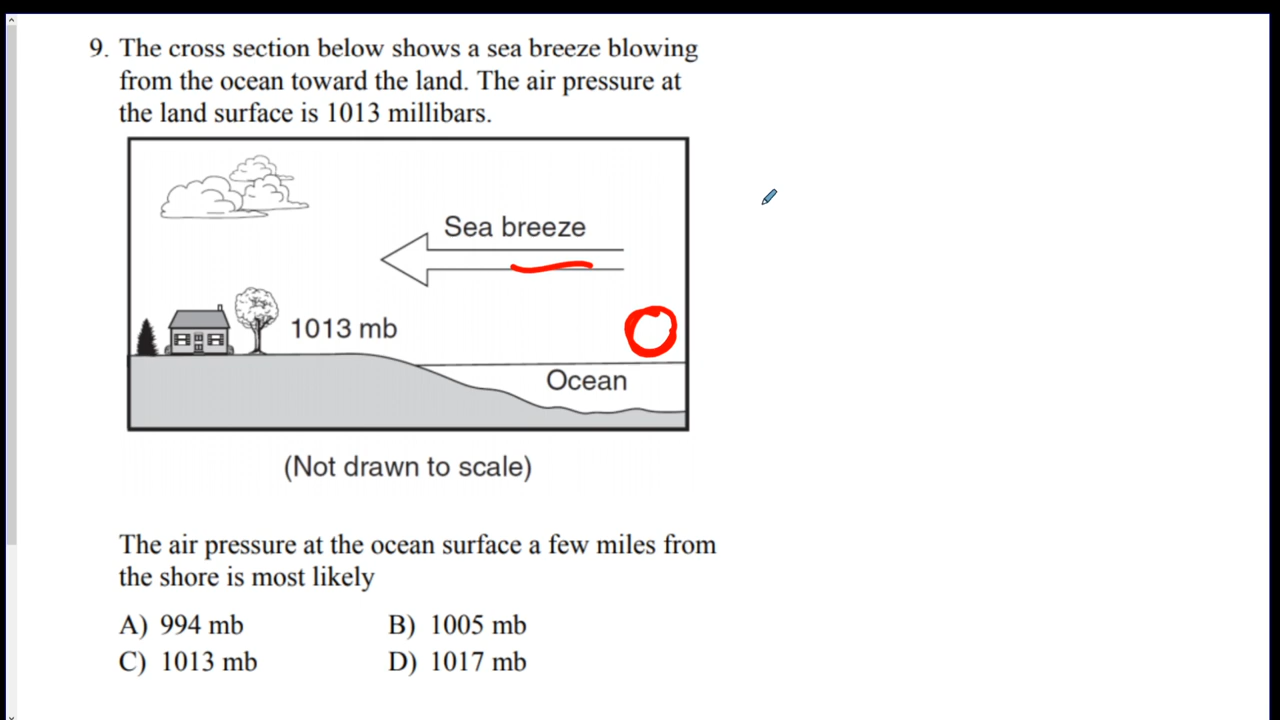 9. The cross section below shows a sea breeze blowing
from the ocean toward the land. The air pressure at
the land surface is 1013 millibars.
Sea breeze
1013 mb
Ocean
(Not drawn to scale)
The air pressure at the ocean surface a few miles from
the shore is most likely
A) 994 mb B) 1005 mb
C) 1013 mb D) 1017 mb